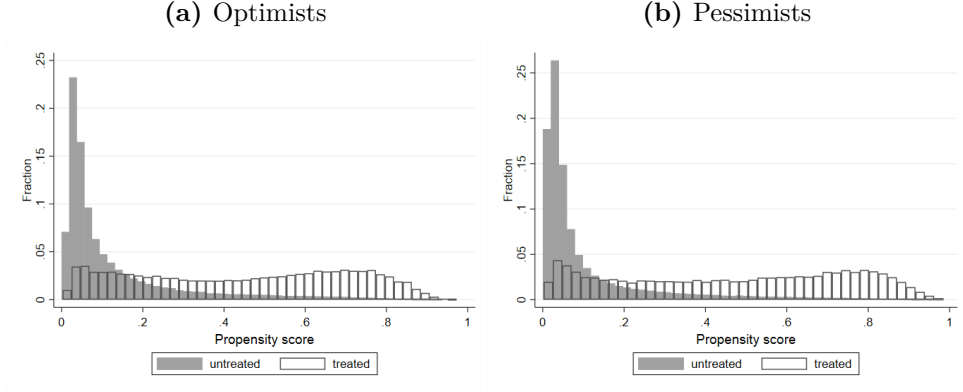 (a) Optimists
(b) Pessimists
Fraction
.25
.2
.15
.1
.05
0
0 .2 .4 .6 .8 1
Propensity score
untreated treated
Fraction
.25
.2
.15
.1
.05
0
0 .2 .4 .6 .8 1
Propensity score
untreated treated